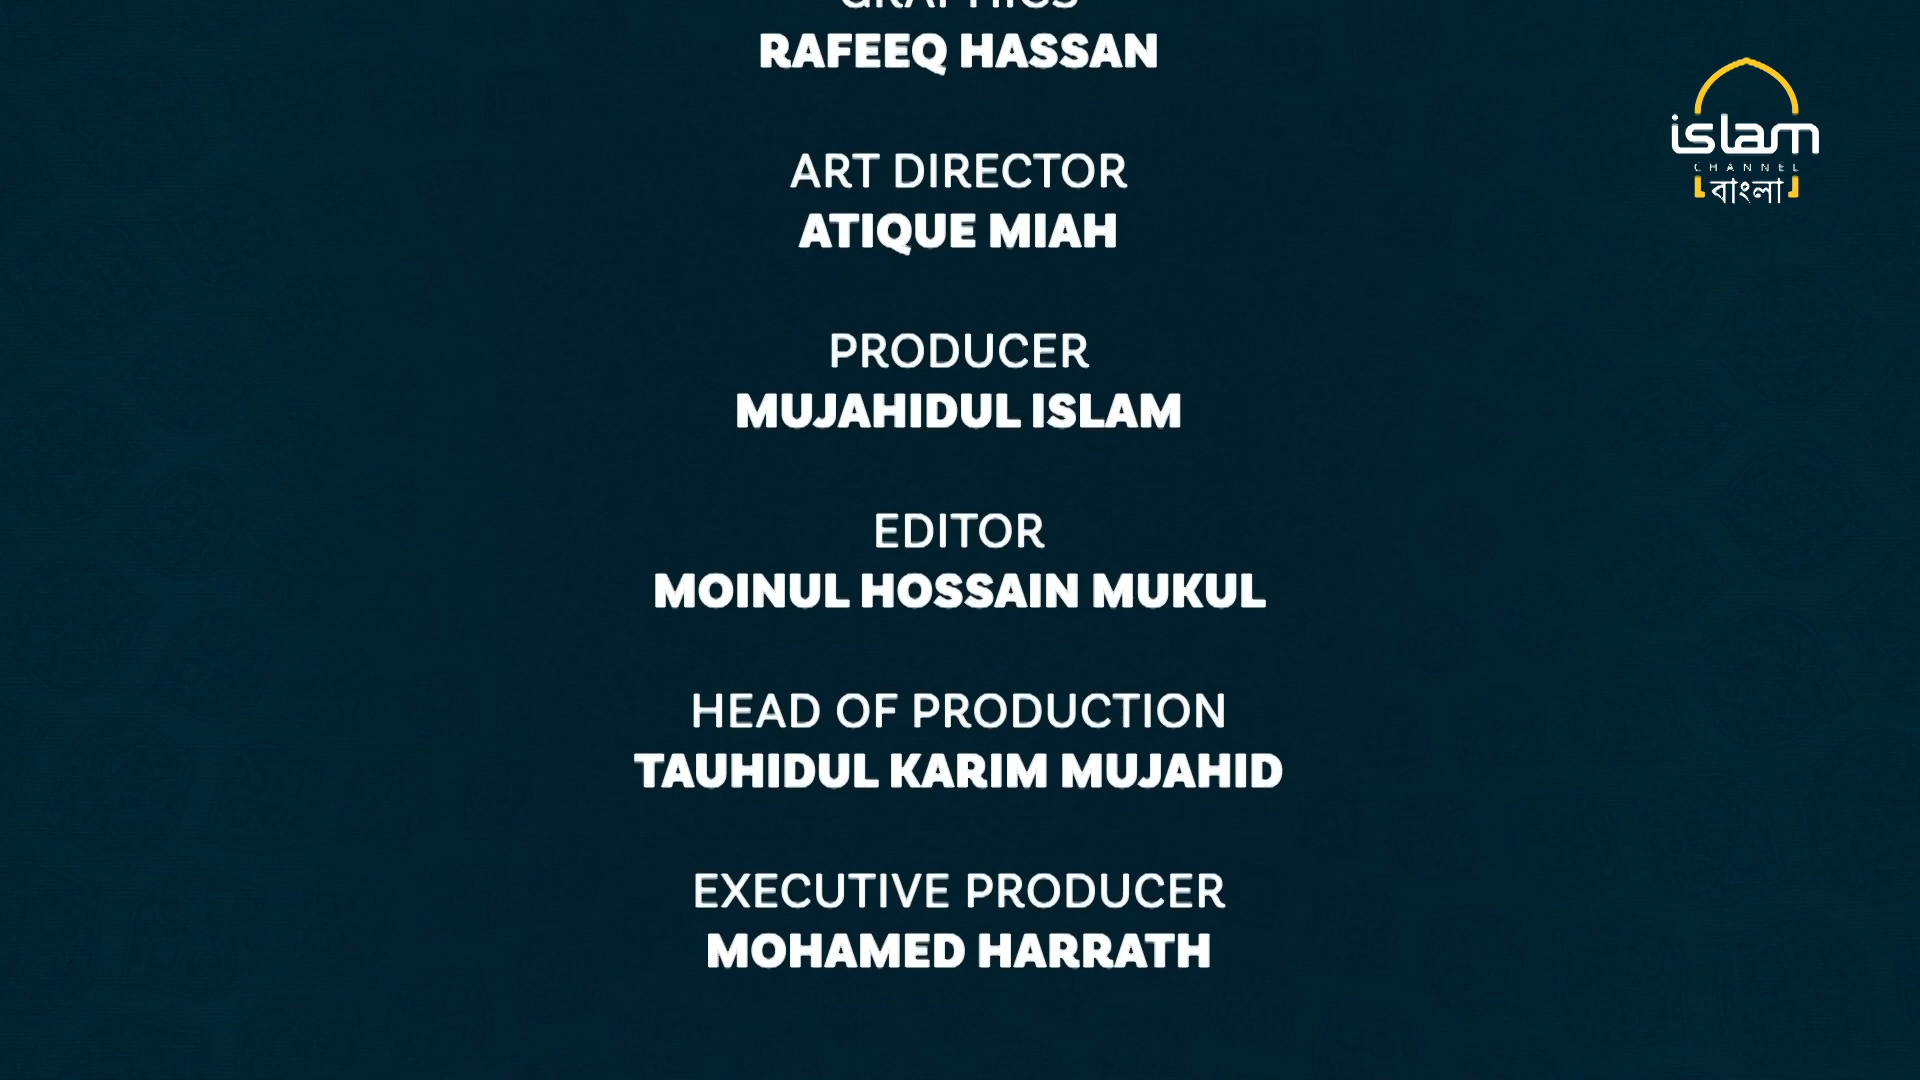 GRAPHICS
RAFEEQ HASSAN
ART DIRECTOR
ATIQUE MIAH
PRODUCER
MUJAHIDUL ISLAM
EDITOR
MOINUL HOSSAIN MUKUL
HEAD OF PRODUCTION
TAUHIDUL KARIM MUJAHID
EXECUTIVE PRODUCER
MOHAMED HARRATH
islam
CHANNEL
বাংলা